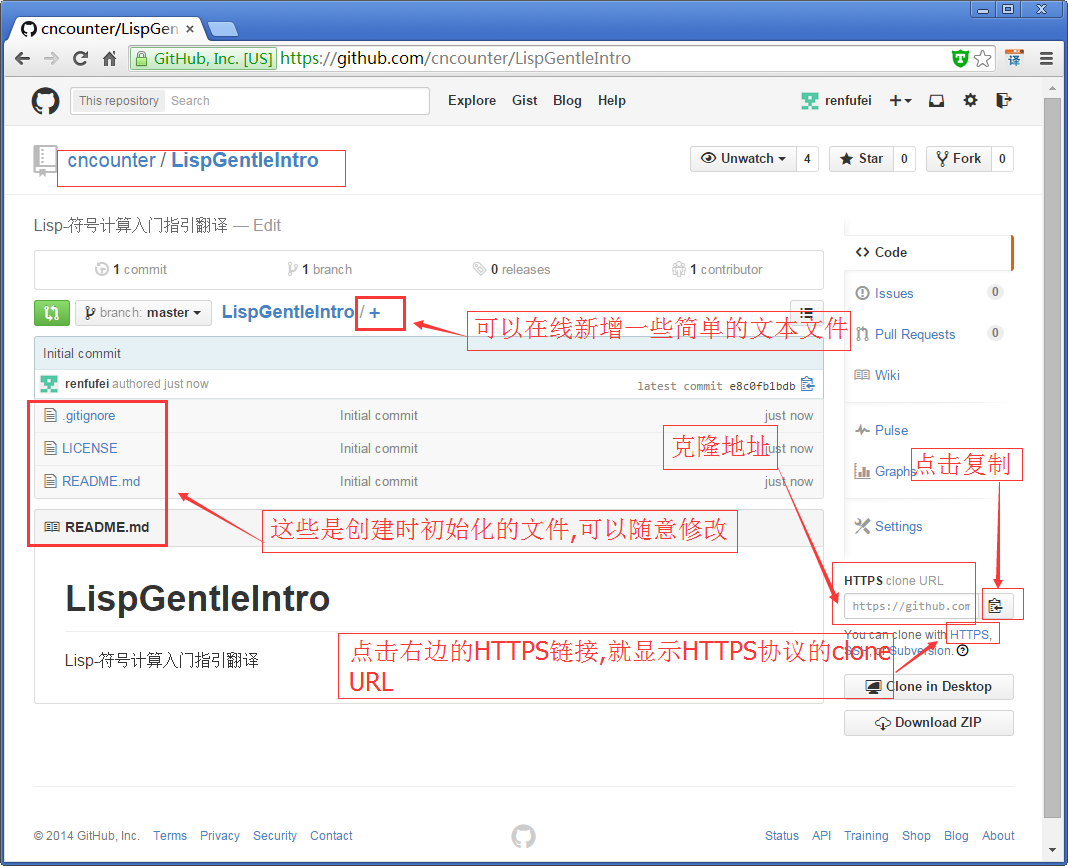 cncounter/LispGen
GitHub, Inc. [US] https://github.com/cncounter/LispGentleIntro
译
This repository Search Explore Gist Blog Help renfufei
cncounter / LispGentleIntro
Unwatch 4 Star 0 Fork 0
Lisp-符号计算入门指引翻译 — Edit
1 commit 1 branch 0 releases 1 contributor
branch: master LispGentleIntro / +
可以在线新增一些简单的文本文件
Initial commit
renfufei authored just now latest commit e8c0fb1bdb
.gitignore Initial commit just now
LICENSE Initial commit just now
README.md Initial commit just now
克隆地址
这些是创建时初始化的文件,可以随意修改
README.md
LispGentleIntro
Lisp-符号计算入门指引翻译
点击右边的HTTPS链接,就显示HTTPS协议的clone
URL
Code
Issues 0
Pull Requests 0
Wiki
Pulse
Graphs
点击复制
Settings
HTTPS clone URL
https://github.com
You can clone with HTTPS,
SSH, or Subversion.
Clone in Desktop
Download ZIP
© 2014 GitHub, Inc. Terms Privacy Security Contact Status API Training Shop Blog About